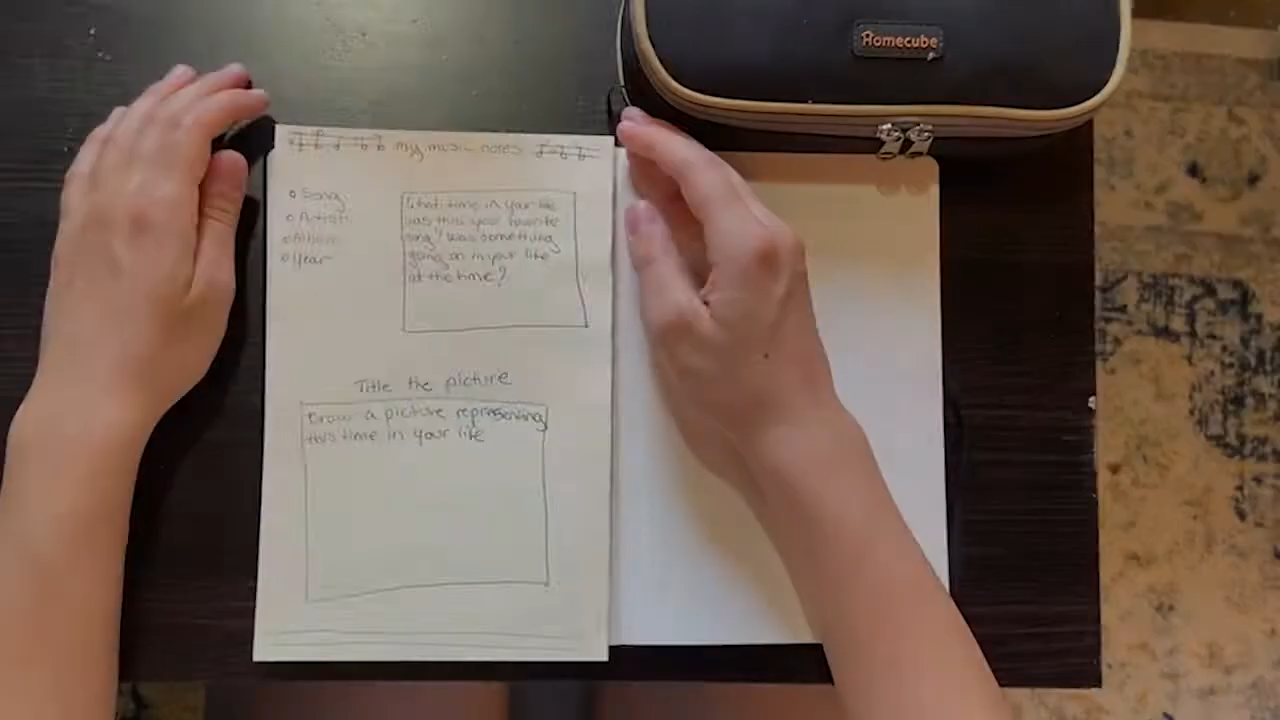 Homecube
my music notes
Song
Artist
Album
Year
What time in your life
was this your favorite
song? Was something
going on in your life
at the time?
Title the picture
Draw a picture representing
this time in your life